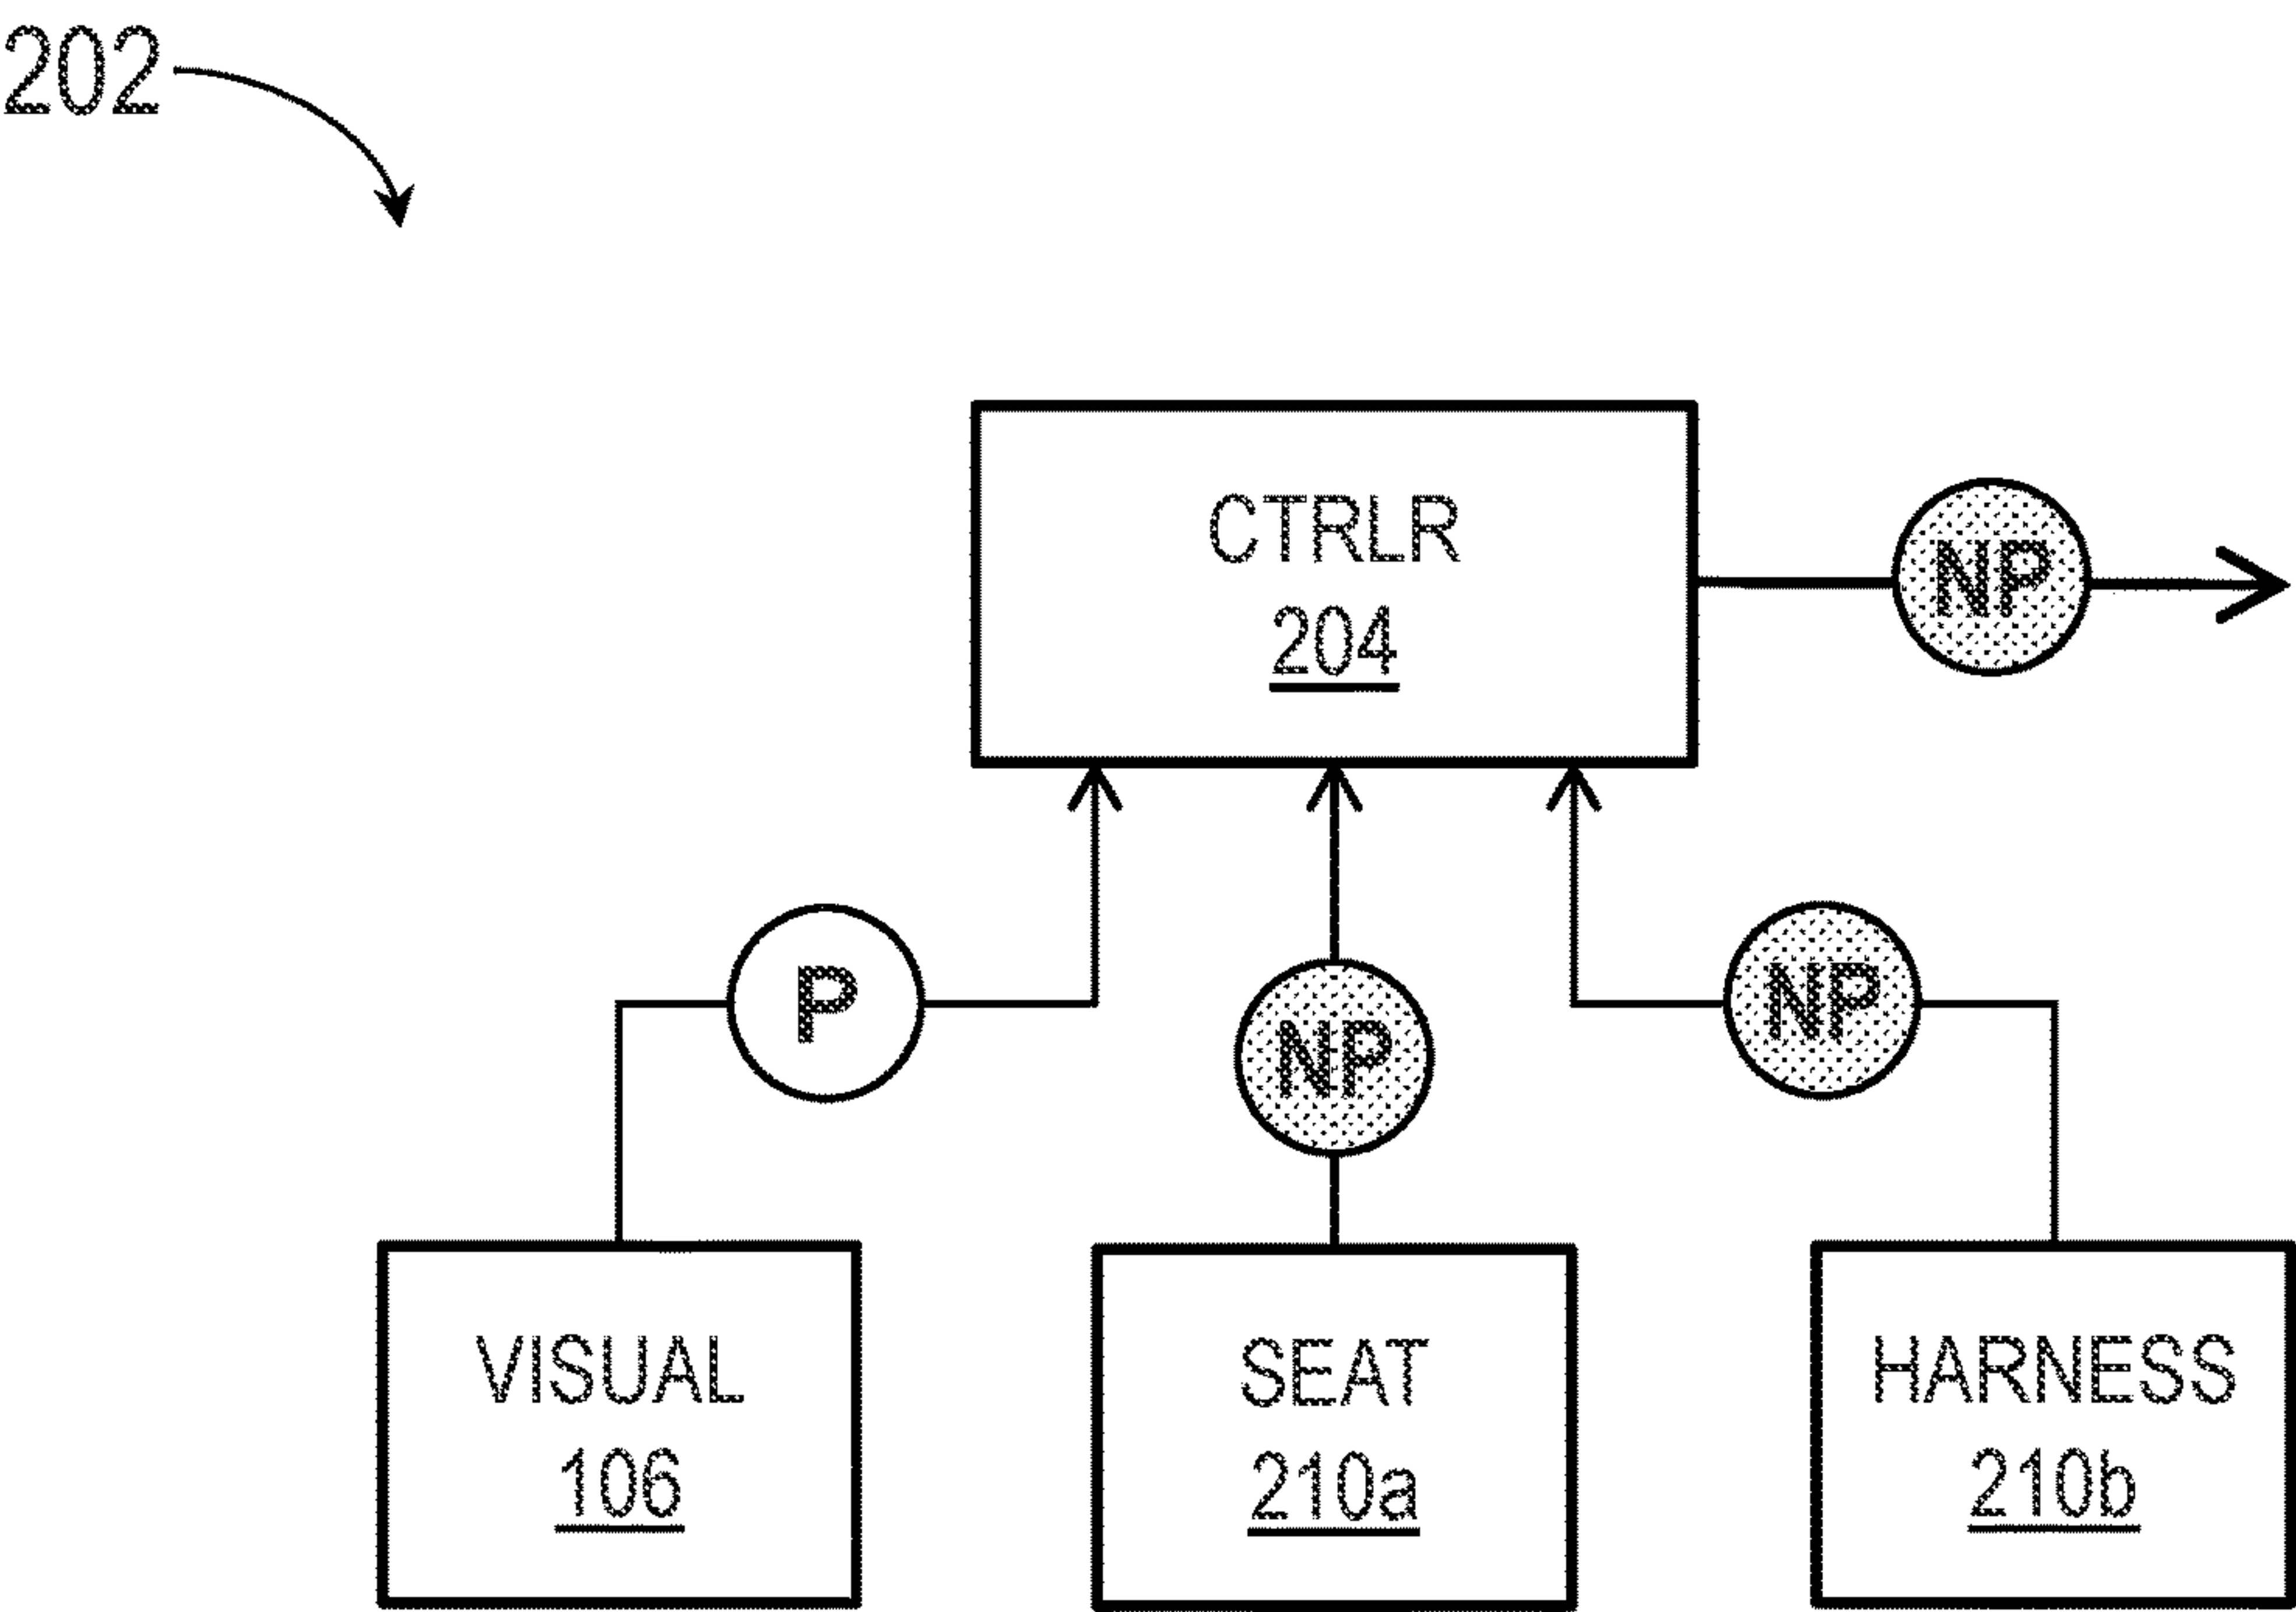 202
CTRLR
204
NP
P
NP
NP
VISUAL
106
SEAT
210a
HARNESS
210b